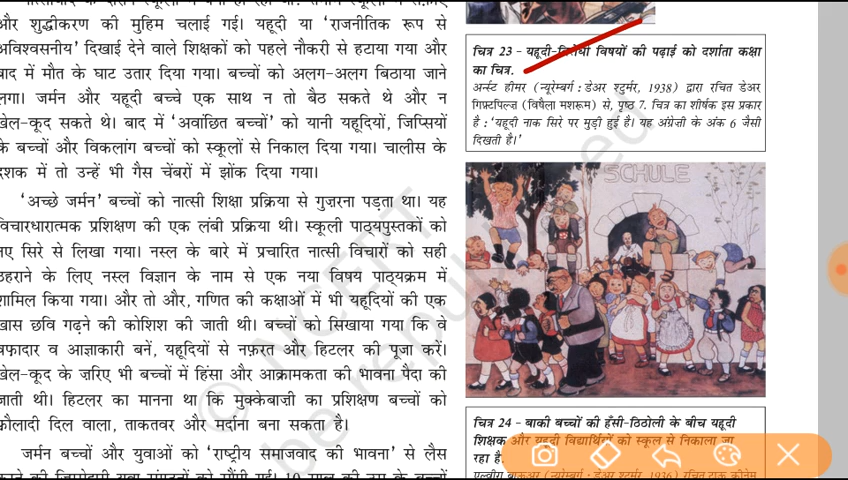 और शुद्धीकरण की मुहिम चलाई गई। यहूदी या 'राजनीतिक रूप से
अविश्वसनीय' दिखाई देने वाले शिक्षकों को पहले नौकरी से हटाया गया और
बाद में मौत के घाट उतार दिया गया। बच्चों को अलग-अलग बिठाया जाने
लगा। जर्मन और यहूदी बच्चे एक साथ न तो बैठ सकते थे और न
खेल-कूद सकते थे। बाद में 'अवांछित बच्चों' को यानी यहूदियों, जिप्सियों
के बच्चों और विकलांग बच्चों को स्कूलों से निकाल दिया गया। चालीस के
दशक में तो उन्हें भी गैस चेंबरों में झोंक दिया गया।
'अच्छे जर्मन' बच्चों को नात्सी शिक्षा प्रक्रिया से गुजरना पड़ता था। यह
विचारधारात्मक प्रशिक्षण की एक लंबी प्रक्रिया थी। स्कूली पाठ्यपुस्तकों को
नए सिरे से लिखा गया। नस्ल के बारे में प्रचारित नात्सी विचारों को सही
ठहराने के लिए नस्ल विज्ञान के नाम से एक नया विषय पाठ्यक्रम में
शामिल किया गया। और तो और, गणित की कक्षाओं में भी यहूदियों की एक
खास छवि गढ़ने की कोशिश की जाती थी। बच्चों को सिखाया गया कि वे
वफ़ादार व आज्ञाकारी बनें, यहूदियों से नफ़रत और हिटलर की पूजा करें।
खेल-कूद के ज़रिए भी बच्चों में हिंसा और आक्रामकता की भावना पैदा की
जाती थी। हिटलर का मानना था कि मुक्केबाज़ी का प्रशिक्षण बच्चों को
फ़ौलादी दिल वाला, ताकतवर और मर्दाना बना सकता है।
जर्मन बच्चों और युवाओं को 'राष्ट्रीय समाजवाद की भावना' से लैस
चित्र 23 - यहूदी-विरोधी विषयों की पढ़ाई को दर्शाता कक्षा
का चित्र.
अर्न्स्ट हीमर (न्यूरेम्बर्ग : डेअर श्टुर्मर, 1938) द्वारा रचित डेअर
गिफ़्टपिल्ज़ (विषैला मशरूम) से, पृष्ठ 7. चित्र का शीर्षक इस प्रकार
है : 'यहूदी नाक सिरे पर मुड़ी हुई है। यह अंग्रेजी के अंक 6 जैसी
दिखती है।'
SCHULE
चित्र 24 - बाकी बच्चों की हँसी-ठिठोली के बीच यहूदी
शिक्षक और यहूदी विद्यार्थियों को स्कूल से निकाला जा
रहा है
© NCERT
be republished